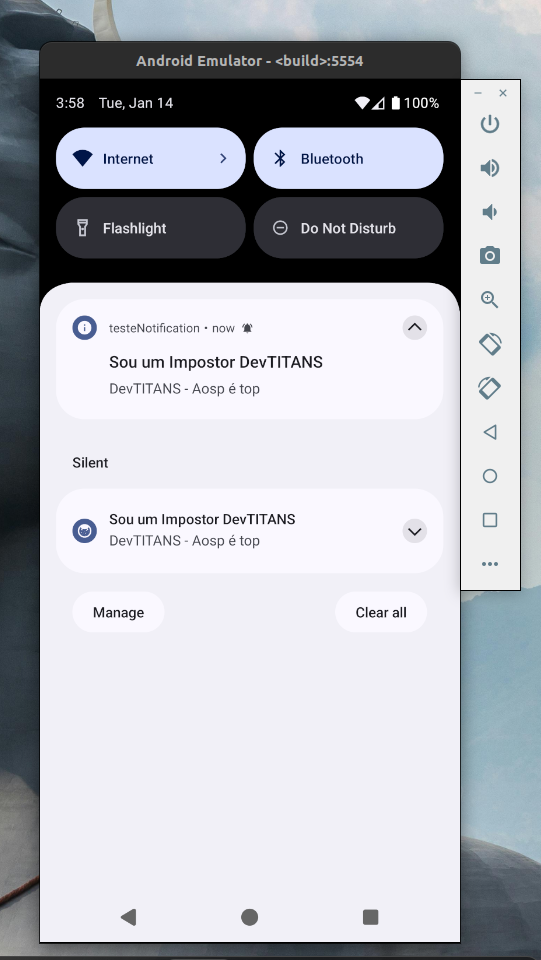 Android Emulator - <build>:5554
3:58 Tue, Jan 14 100%
Internet
Bluetooth
Flashlight
Do Not Disturb
testeNotification • now
Sou um Impostor DevTITANS
DevTITANS - Aosp é top
Silent
Sou um Impostor DevTITANS
DevTITANS - Aosp é top
Manage
Clear all